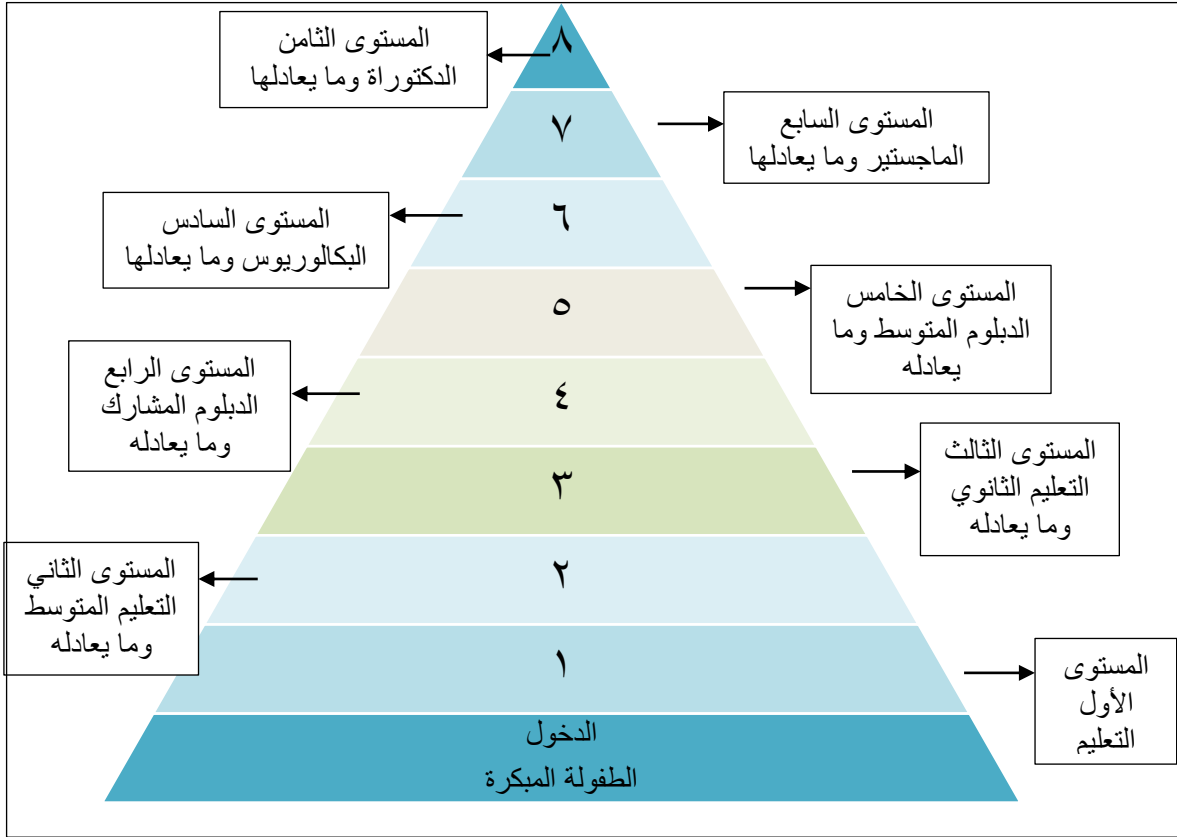 ٨
المستوى الثامن
الدكتوراة وما يعادلها
٧
المستوى السابع
الماجستير وما يعادلها
٦
المستوى السادس
البكالوريوس وما يعادلها
٥
المستوى الخامس
الدبلوم المتوسط وما
يعادله
٤
المستوى الرابع
الدبلوم المشارك
وما يعادله
٣
المستوى الثالث
التعليم الثانوي
وما يعادله
٢
المستوى الثاني
التعليم المتوسط
وما يعادله
١
المستوى
الأول
التعليم
الدخول
الطفولة المبكرة